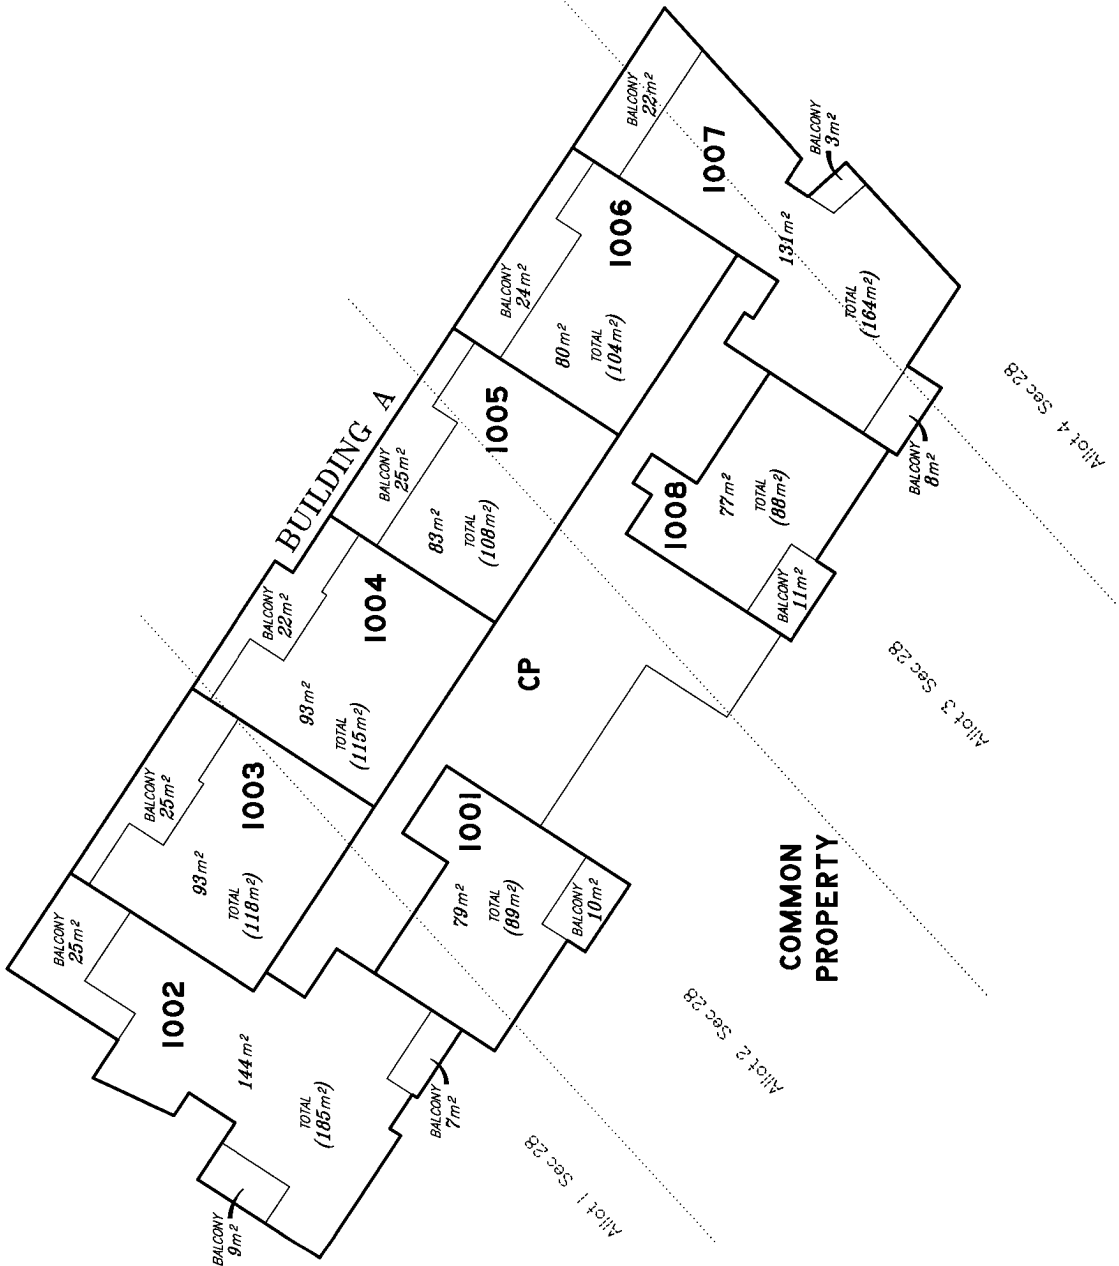 BALCONY
22m²
1007
BALCONY
3m²
131m²
TOTAL
(164m²)
BALCONY
8m²
1006
BALCONY
24m²
80m²
TOTAL
(104m²)
BUILDING A
1005
BALCONY
25m²
83m²
TOTAL
(108m²)
1008
77m²
TOTAL
(88m²)
BALCONY
11m²
1004
BALCONY
22m²
93m²
TOTAL
(115m²)
CP
1003
BALCONY
25m²
93m²
TOTAL
(118m²)
1001
79m²
TOTAL
(89m²)
BALCONY
10m²
1002
BALCONY
25m²
144m²
TOTAL
(185m²)
BALCONY
7m²
BALCONY
9m²
COMMON
PROPERTY
Allot 4 Sec 28
Allot 3 Sec 28
Allot 2 Sec 28
Allot 1 Sec 28